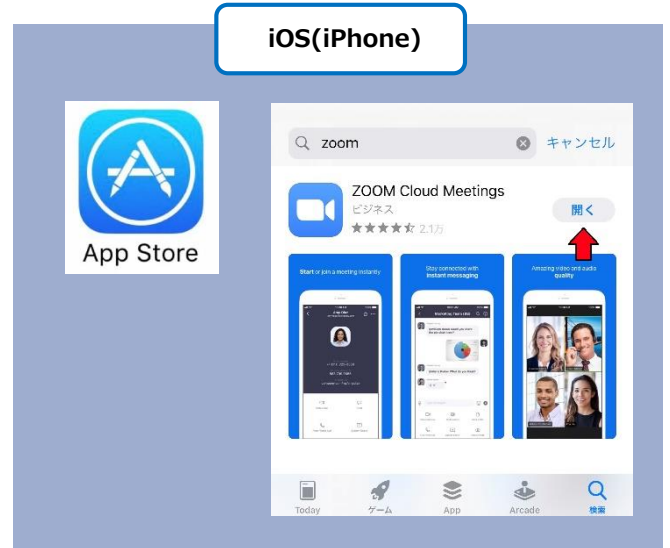 iOS(iPhone)
App Store
zoom
キャンセル
ZOOM Cloud Meetings
ビジネス
2.1万
開く
Start or join a meeting instantly
Stay connected with
instant messaging
Amazing video and audio
quality
Today
ゲーム
App
Arcade
検索